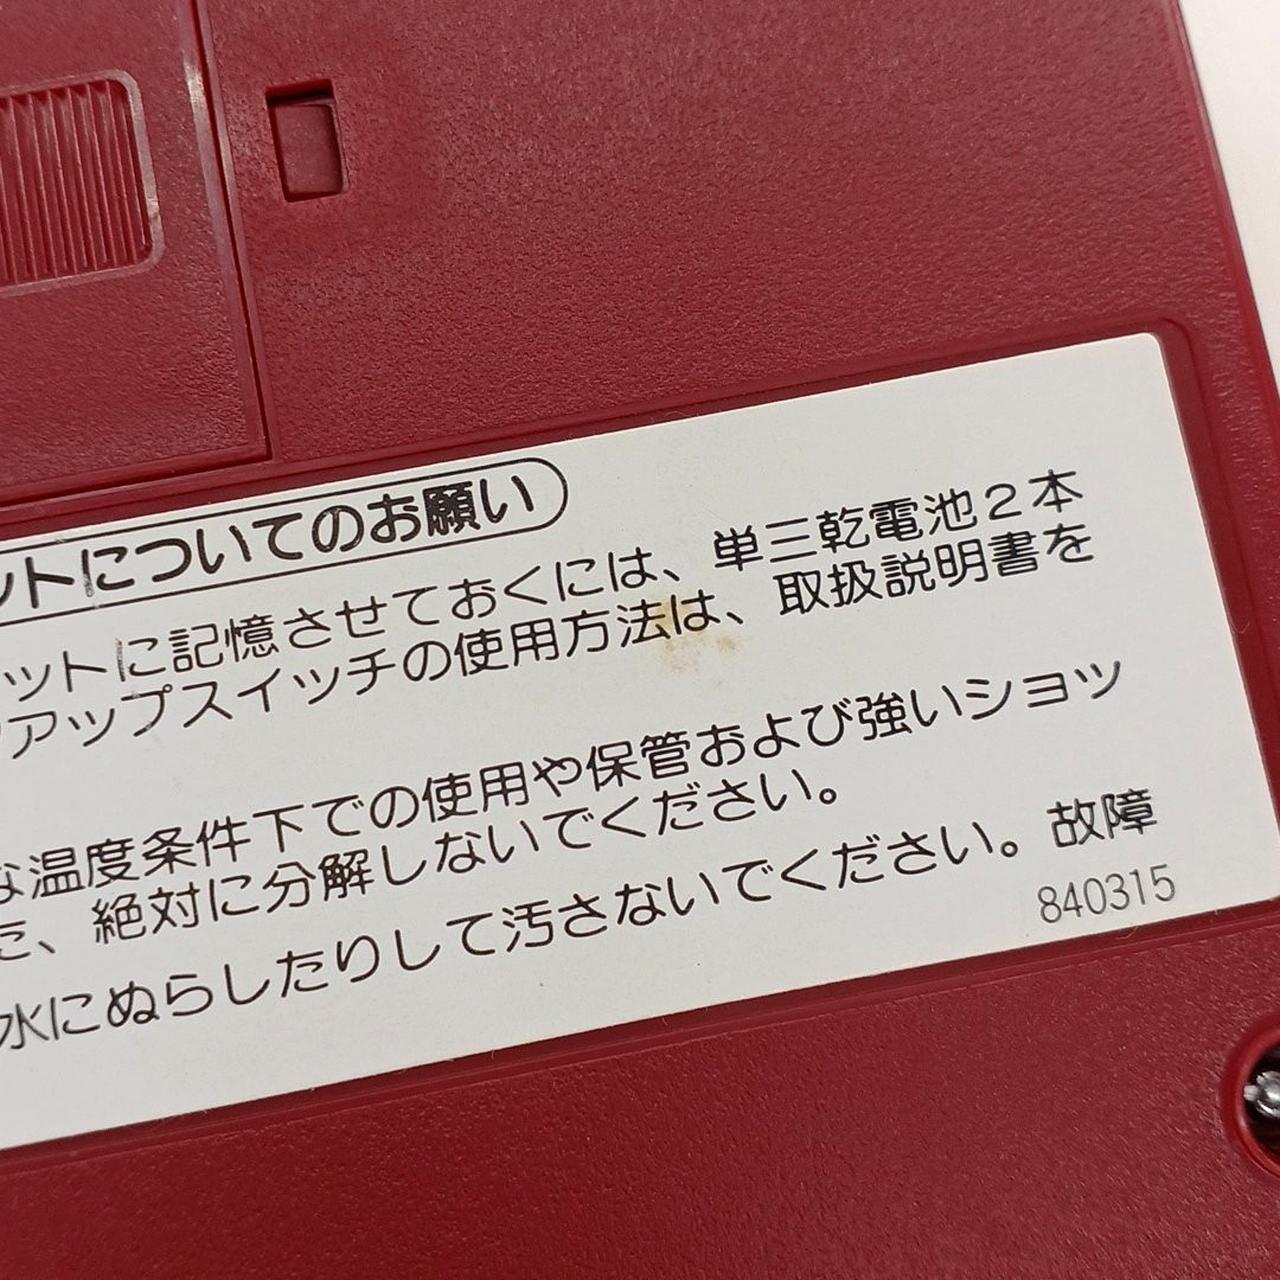 ットについてのお願い
ットに記憶させておくには、単三乾電池2本
アップスイッチの使用方法は、取扱説明書を
な温度条件下での使用や保管および強いショッ
た、絶対に分解しないでください。
水にぬらしたりして汚さないでください。故障
840315